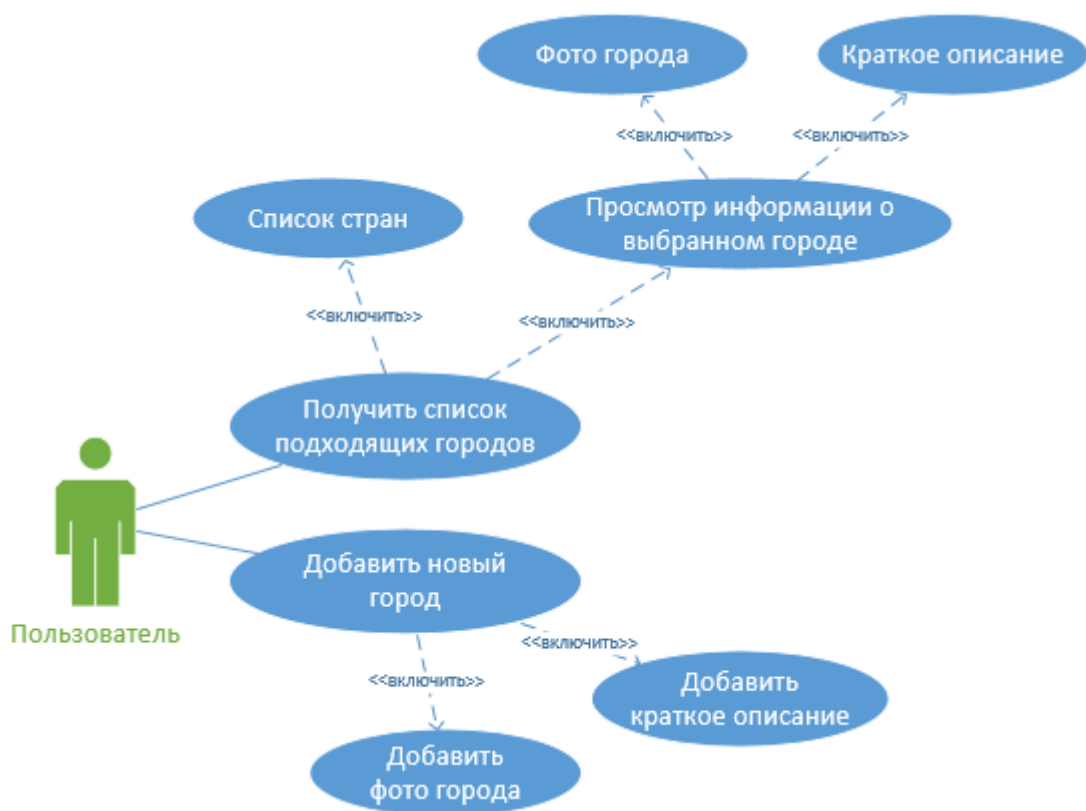 Фото города
Краткое описание
<<включить>>
<<включить>>
Список стран
Просмотр информации о
выбранном городе
<<включить>>
<<включить>>
Получить список
подходящих городов
Пользователь
Добавить новый
город
<<включить>>
<<включить>>
Добавить
краткое описание
Добавить
фото города